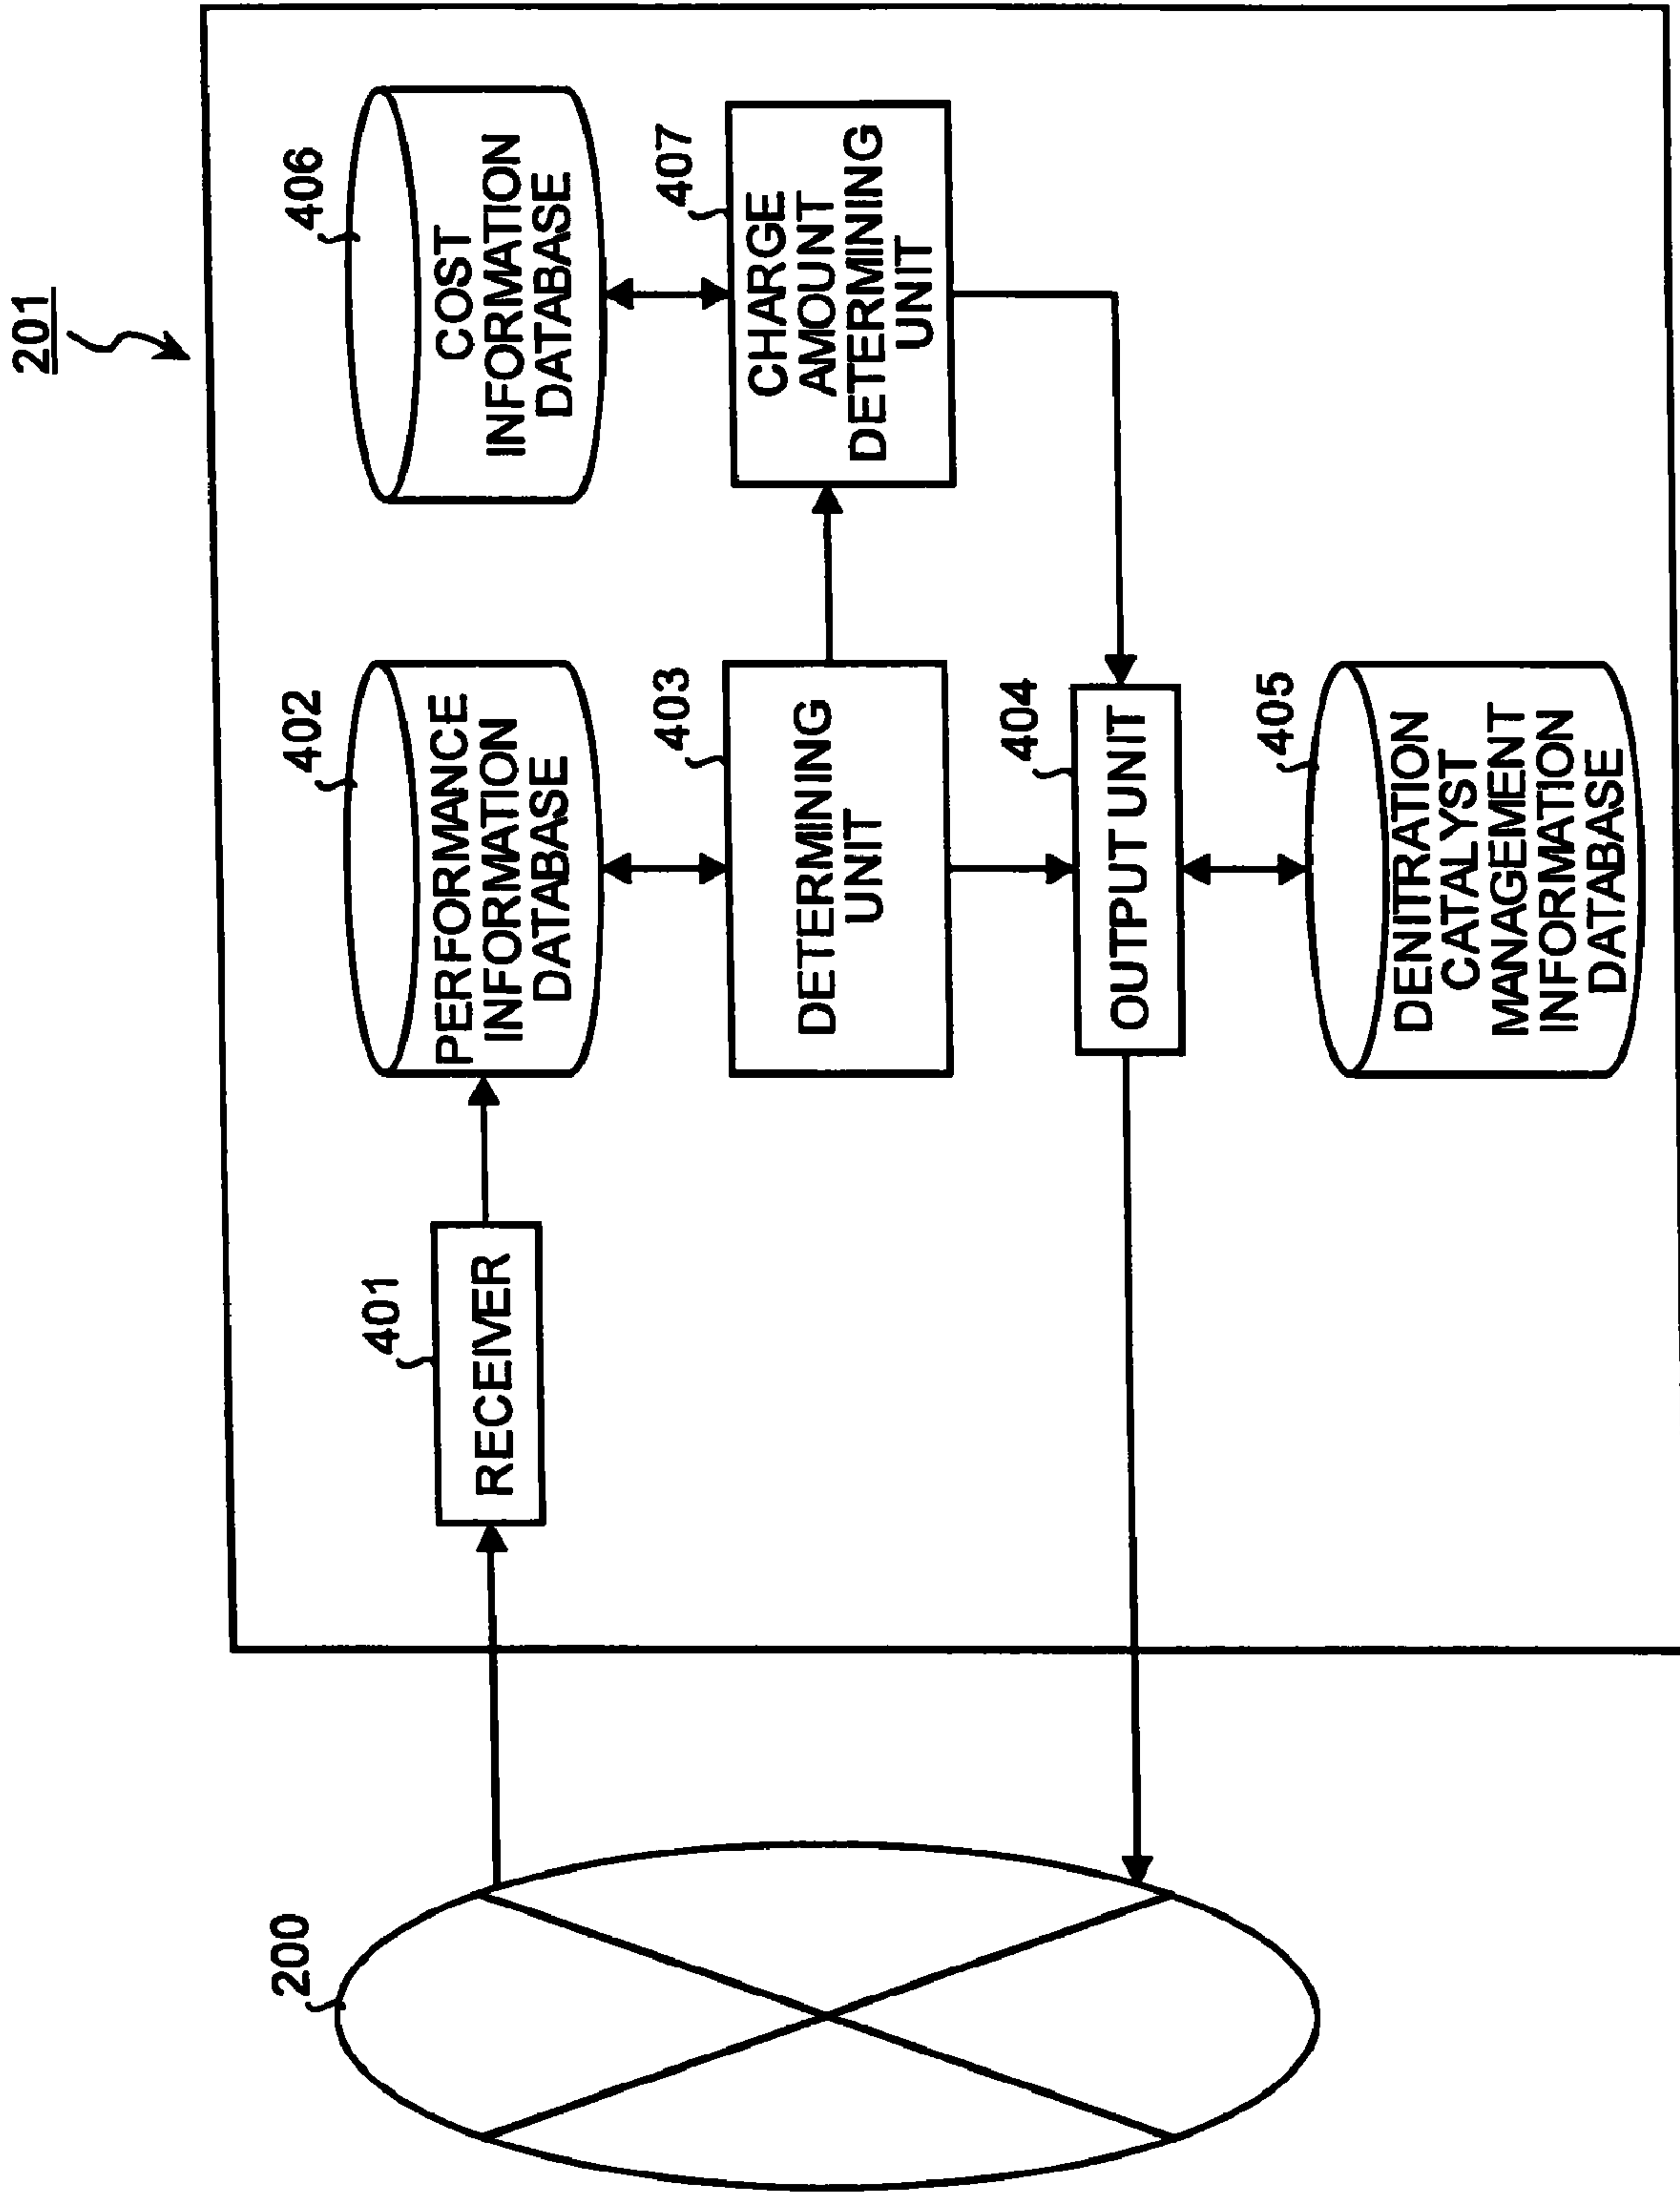 201
200
401
RECEIVER
402
PERFORMANCE
INFORMATION
DATABASE
406
COST
INFORMATION
DATABASE
403
DETERMINING
UNIT
407
CHARGE
AMOUNT
DETERMINING
UNIT
404
OUTPUT UNIT
405
DENITRATION
CATALYST
MANAGEMENT
INFORMATION
DATABASE